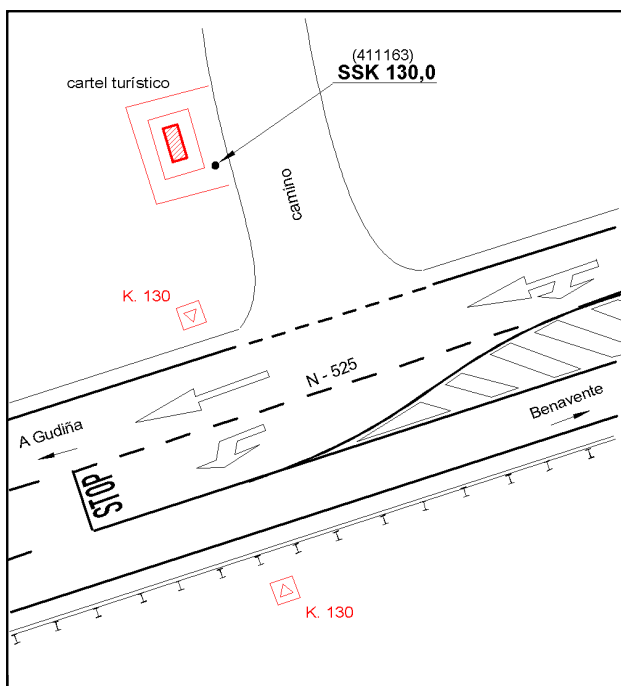 (411163)
SSK 130,0
cartel turístico
camino
K. 130
N - 525
A Gudiña
Benavente
STOP
K. 130